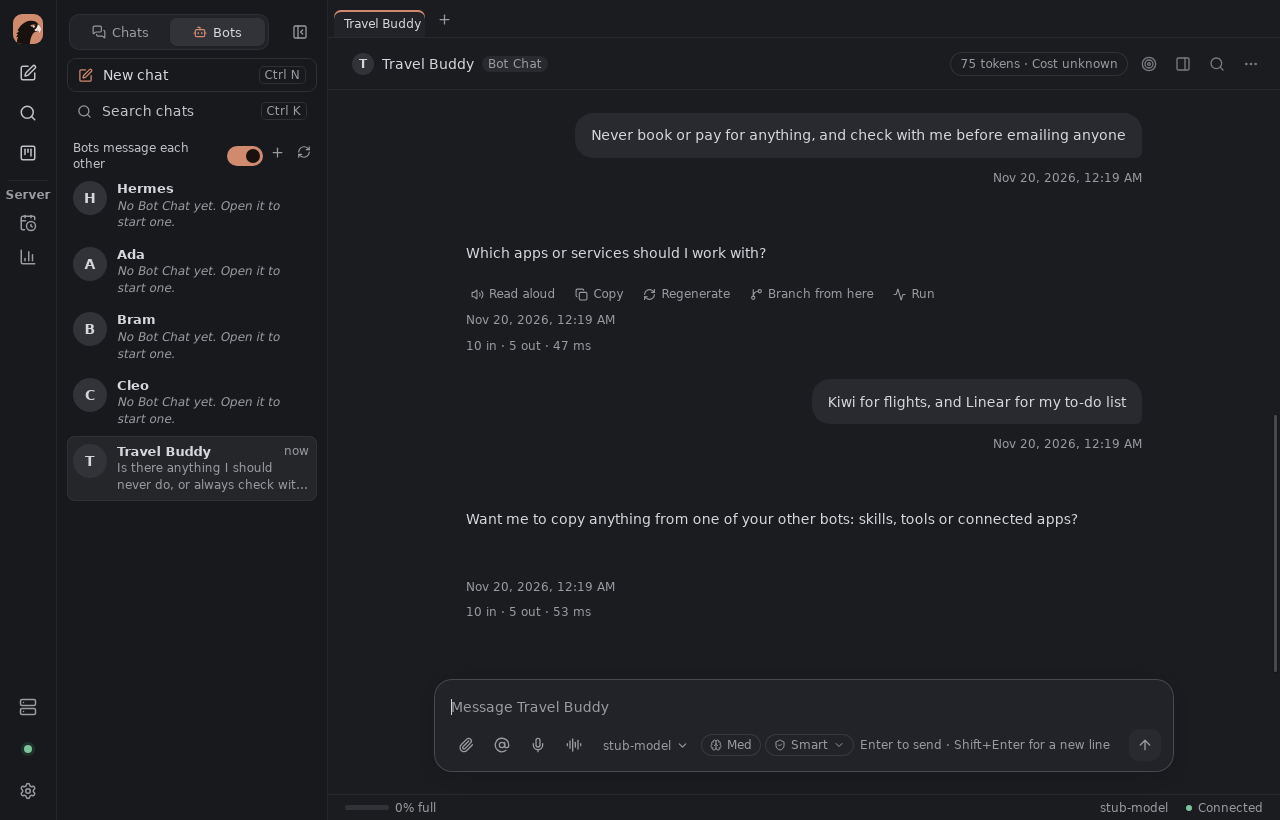 Travel Buddy
Chats
Bots
Travel Buddy
Bot Chat
75 tokens · Cost unknown
New chat
Ctrl N
Search chats
Ctrl K
Bots message each
other
Server
H
Hermes
No Bot Chat yet. Open it to
start one.
A
Ada
No Bot Chat yet. Open it to
start one.
B
Bram
No Bot Chat yet. Open it to
start one.
C
Cleo
No Bot Chat yet. Open it to
start one.
T
Travel Buddy
now
Is there anything I should
never do, or always check wit...
T
Never book or pay for anything, and check with me before emailing anyone
Nov 20, 2026, 12:19 AM
Which apps or services should I work with?
Read aloud
Copy
Regenerate
Branch from here
Run
Nov 20, 2026, 12:19 AM
10 in · 5 out · 47 ms
Kiwi for flights, and Linear for my to-do list
Nov 20, 2026, 12:19 AM
Want me to copy anything from one of your other bots: skills, tools or connected apps?
Nov 20, 2026, 12:19 AM
10 in · 5 out · 53 ms
Message Travel Buddy
stub-model
Med
Smart
Enter to send · Shift+Enter for a new line
0% full
stub-model
Connected